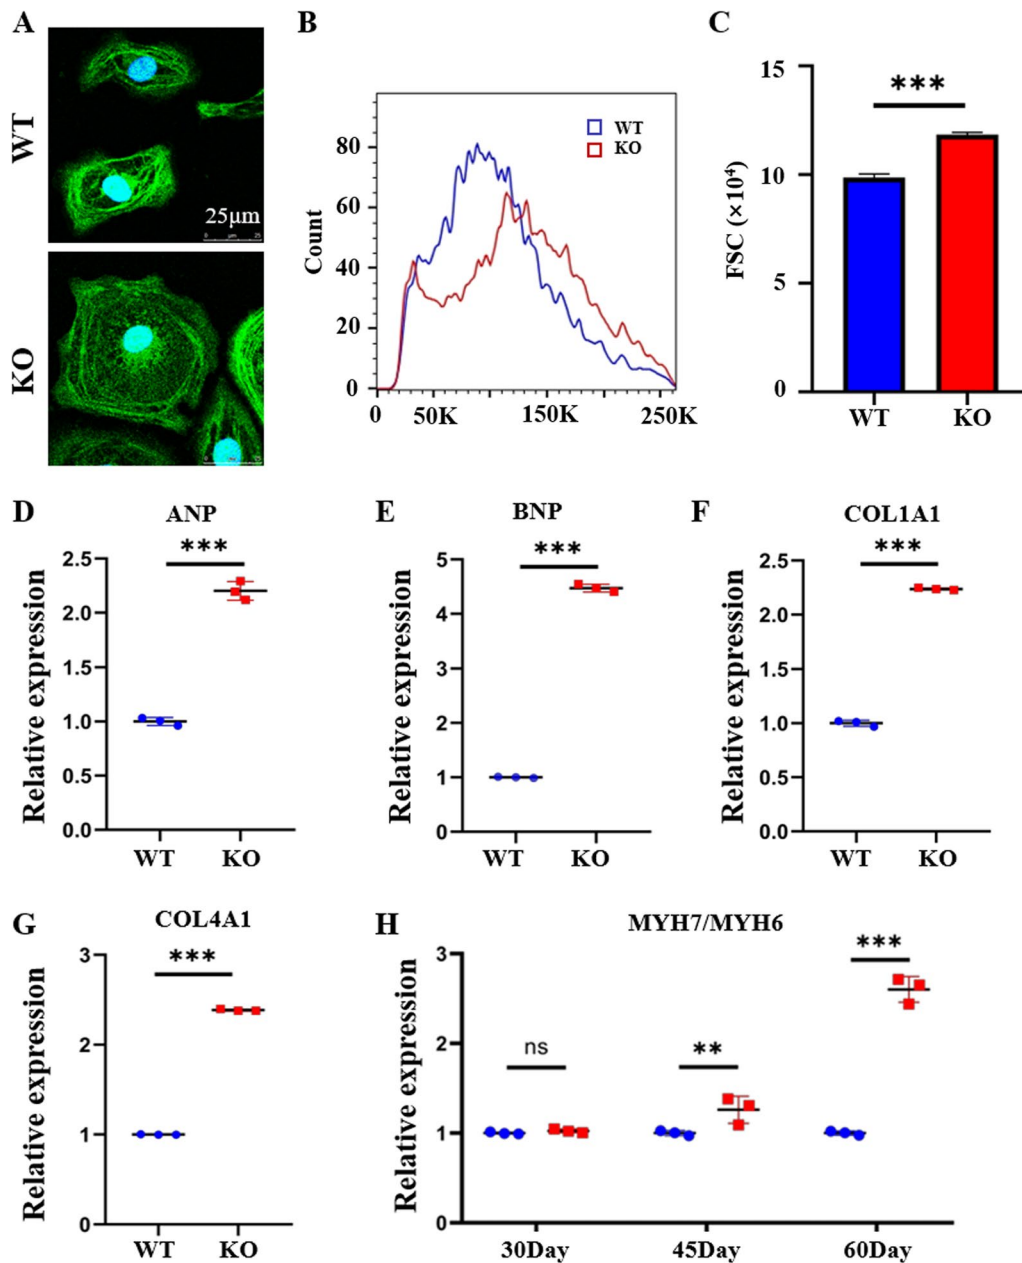 A
WT
25μm
KO
B
Count
80
60
40
20
0
0 50K 150K 250K
WT
KO
C
FSC (×10⁴)
15
10
5
0
***
WT KO
D
ANP
***
Relative expression
2.5
2.0
1.5
1.0
0.5
0.0
WT KO
E
BNP
***
Relative expression
5
4
3
2
1
0
WT KO
F
COL1A1
***
Relative expression
2.5
2.0
1.5
1.0
0.5
0.0
WT KO
G
COL4A1
***
Relative expression
3
2
1
0
WT KO
H
MYH7/MYH6
Relative expression
3
2
1
0
ns
**
***
30Day 45Day 60Day